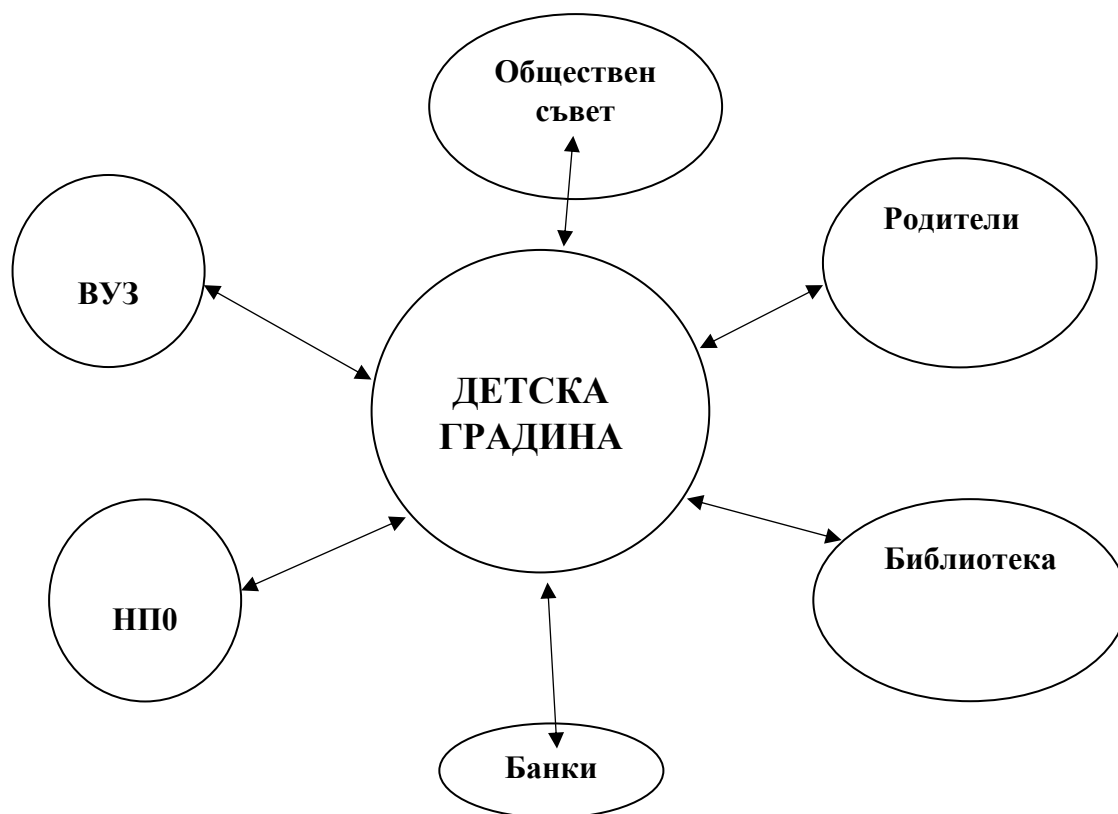 Обществен
съвет
Родители
ВУЗ
ДЕТСКА
ГРАДИНА
Библиотека
НП0
Банки